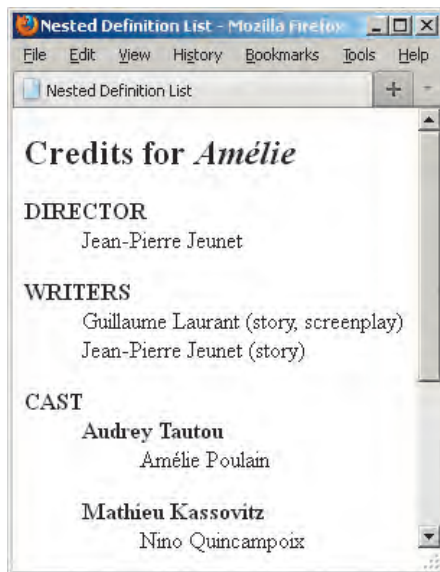 Nested Definition List - Mozilla Firefox
File Edit View History Bookmarks Tools Help
Nested Definition List
Credits for Amélie
DIRECTOR
Jean-Pierre Jeunet
WRITERS
Guillaume Laurant (story, screenplay)
Jean-Pierre Jeunet (story)
CAST
Audrey Tautou
Amélie Poulain
Mathieu Kassovitz
Nino Quincampoix